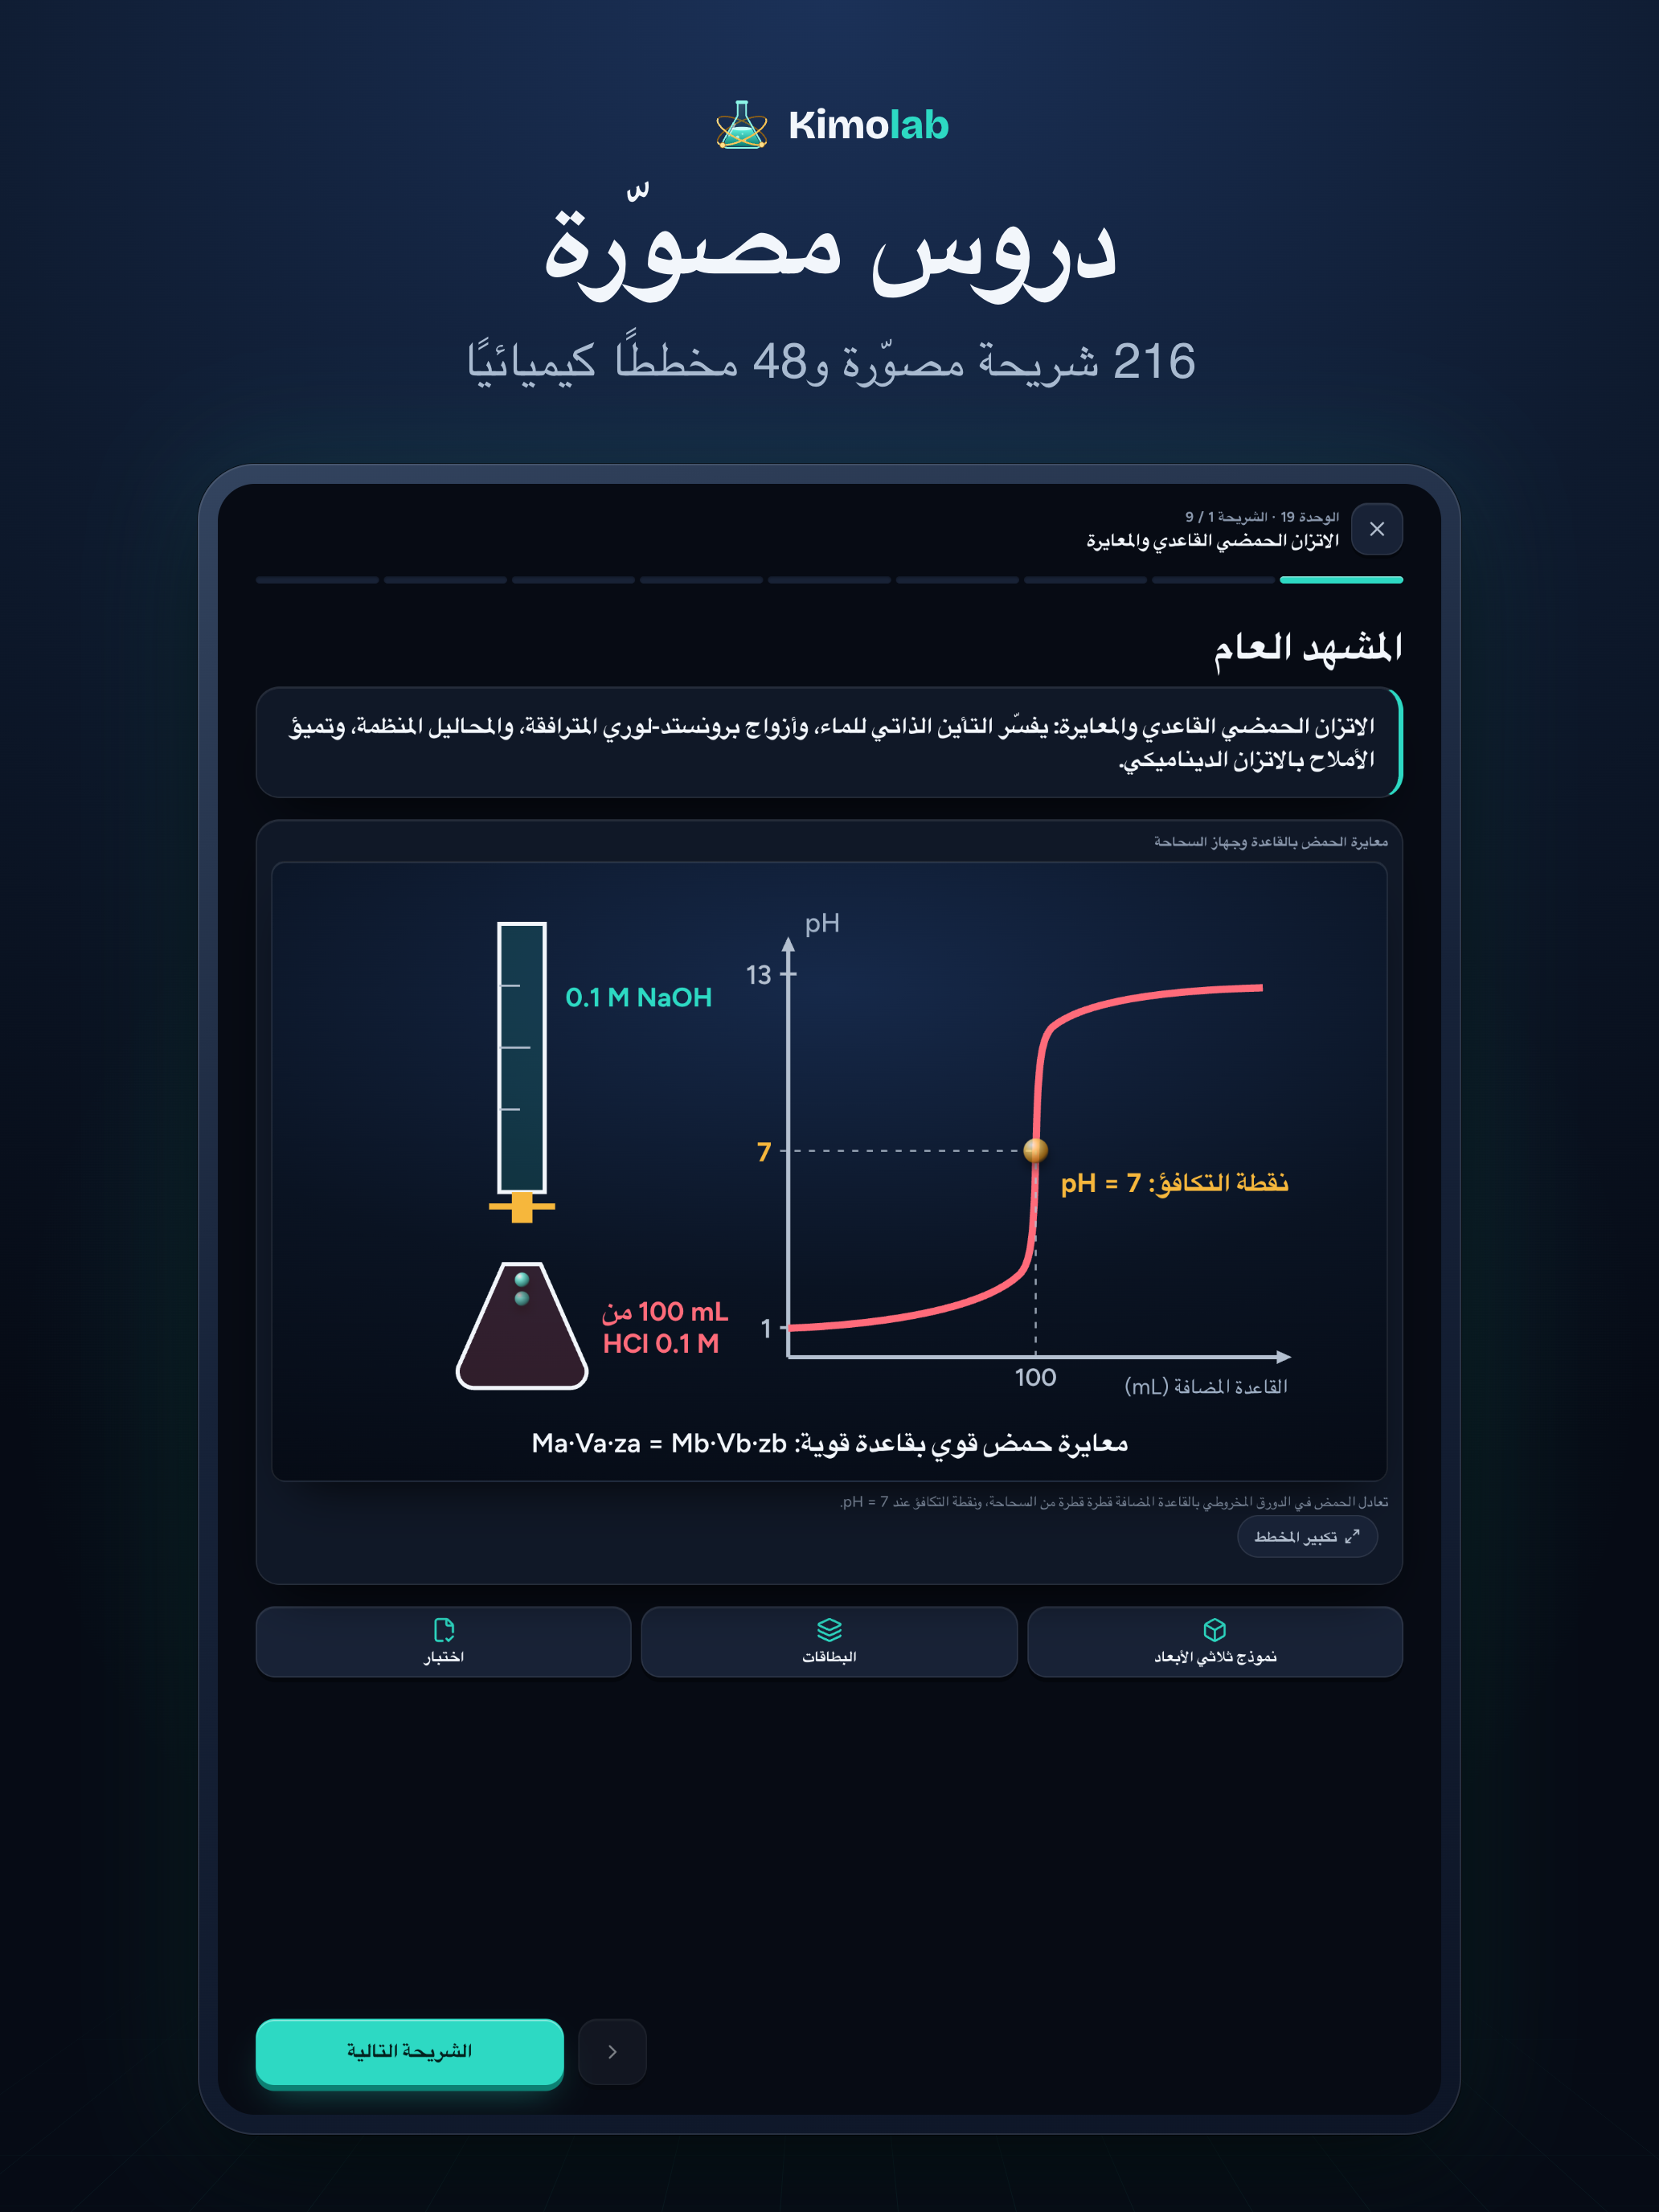 Kimolab
دروس مصوّرة
216 شريحة مصوّرة و48 مخططًا كيميائيًا
الوحدة 19 · الشريحة 1 / 9
الاتزان الحمضي القاعدي والمعايرة
المشهد العام
الاتزان الحمضي القاعدي والمعايرة: يفسّر التأين الذاتي للماء، وأزواج برونستد-لوري المترافقة، والمحاليل المنظمة، وتميؤ
الأملاح بالاتزان الديناميكي.
معايرة الحمض بالقاعدة وجهاز السحاحة
pH
13
0.1 M NaOH
7
نقطة التكافؤ: pH = 7
100 mL من
HCl 0.1 M
1
100
القاعدة المضافة (mL)
معايرة حمض قوي بقاعدة قوية: Ma·Va·za = Mb·Vb·zb
تعادل الحمض في الدورق المخروطي بالقاعدة المضافة قطرة قطرة من السحاحة، ونقطة التكافؤ عند pH = 7.
تكبير المخطط
نموذج ثلاثي الأبعاد
البطاقات
اختبار
الشريحة التالية